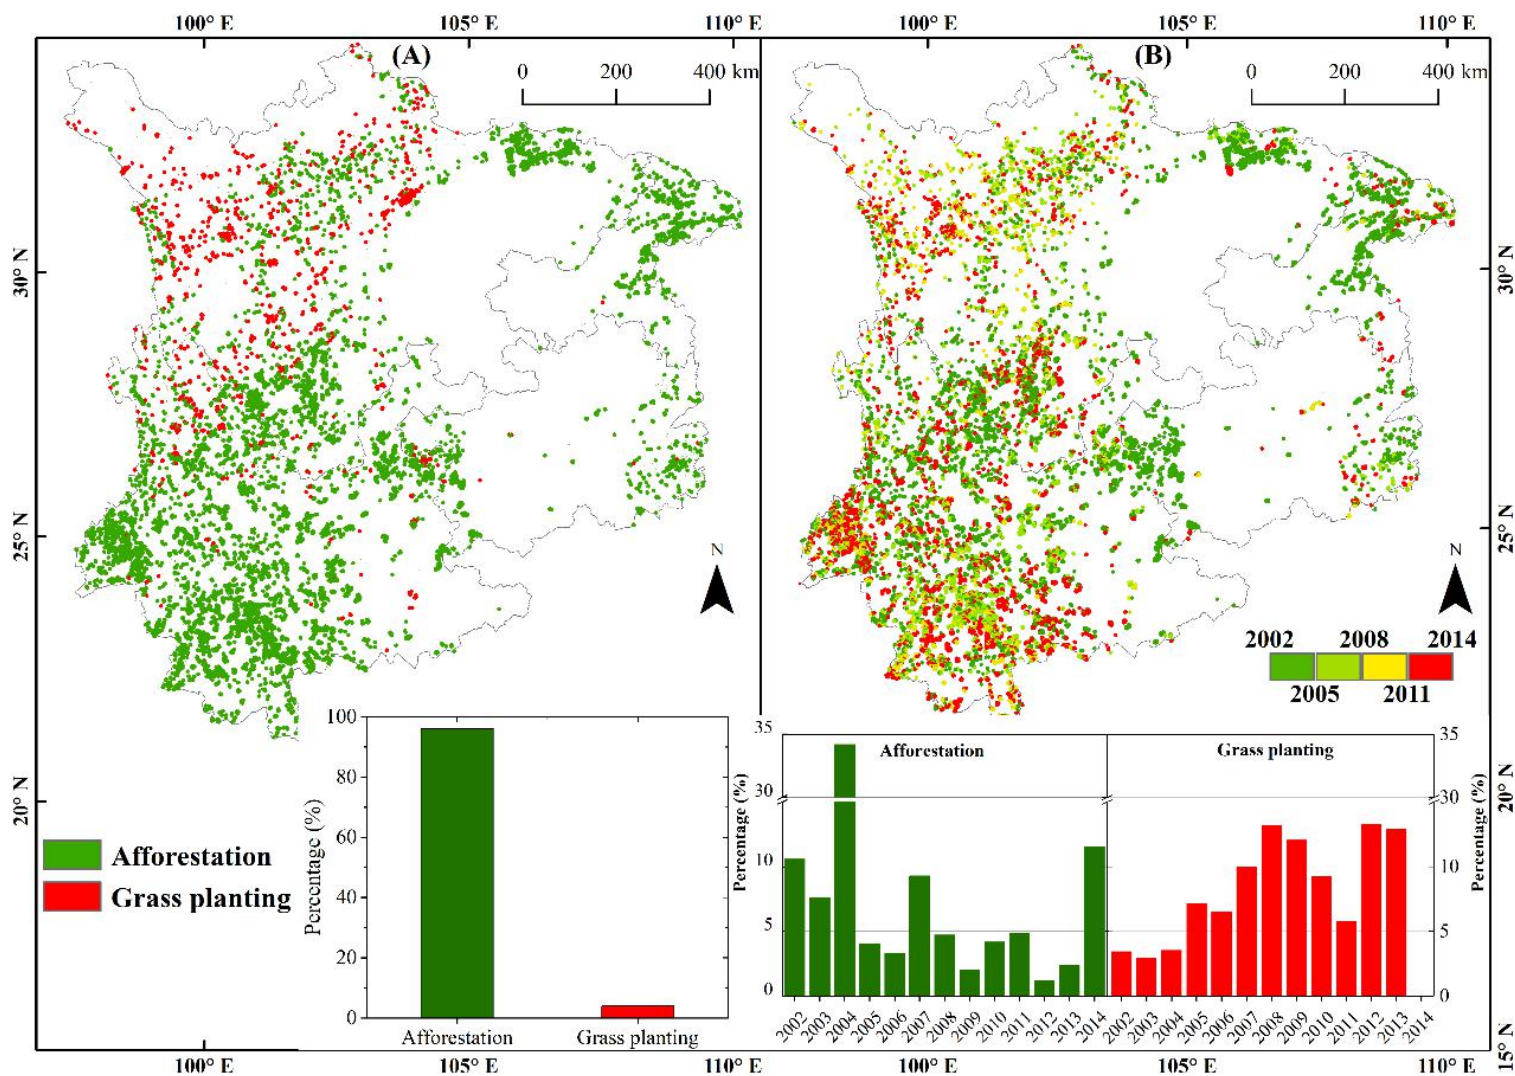 100° E 105° E 110° E 100° E 105° E 110° E
(A) (B)
0 200 400 km 0 200 400 km
30° N 30° N
25° N 25° N
N N
2002 2008 2014
2005 2011
20° N 20° N
15° N
Afforestation
Grass planting
100
80
60
40
20
0
Percentage (%)
Afforestation Grass planting
35 35
Afforestation Grass planting
30 30
10 10
5 5
0 0
Percentage (%) Percentage (%)
2002 2003 2004 2005 2006 2007 2008 2009 2010 2011 2012 2013 2014 2002 2003 2004 2005 2006 2007 2008 2009 2010 2011 2012 2013 2014
100° E 105° E 110° E 100° E 105° E 110° E